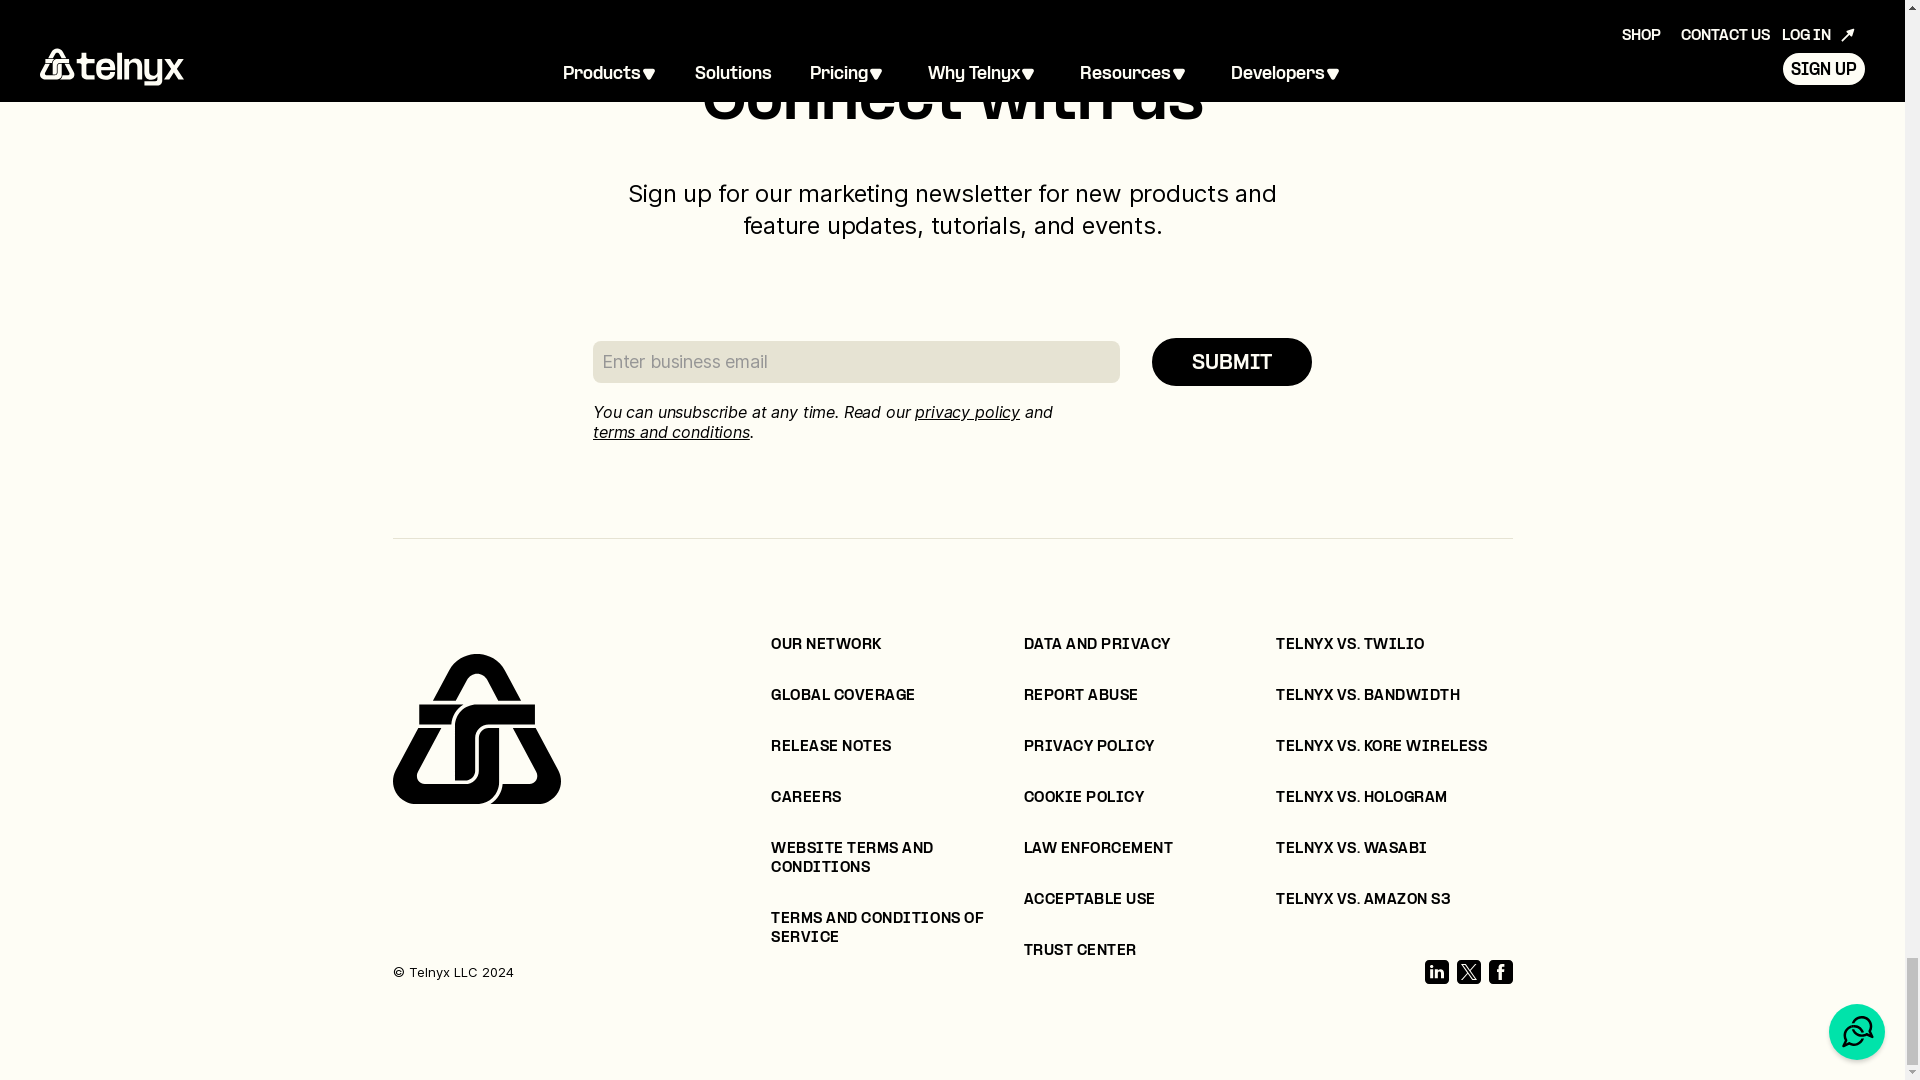 SHOP CONTACT US LOG IN
telnyx Products Solutions Pricing Why Telnyx Resources Developers SIGN UP
Connect with us
Sign up for our marketing newsletter for new products and
feature updates, tutorials, and events.
Enter business email SUBMIT
You can unsubscribe at any time. Read our privacy policy and
terms and conditions.
OUR NETWORK
GLOBAL COVERAGE
RELEASE NOTES
CAREERS
WEBSITE TERMS AND
CONDITIONS
TERMS AND CONDITIONS OF
SERVICE
DATA AND PRIVACY
REPORT ABUSE
PRIVACY POLICY
COOKIE POLICY
LAW ENFORCEMENT
ACCEPTABLE USE
TRUST CENTER
TELNYX VS. TWILIO
TELNYX VS. BANDWIDTH
TELNYX VS. KORE WIRELESS
TELNYX VS. HOLOGRAM
TELNYX VS. WASABI
TELNYX VS. AMAZON S3
© Telnyx LLC 2024